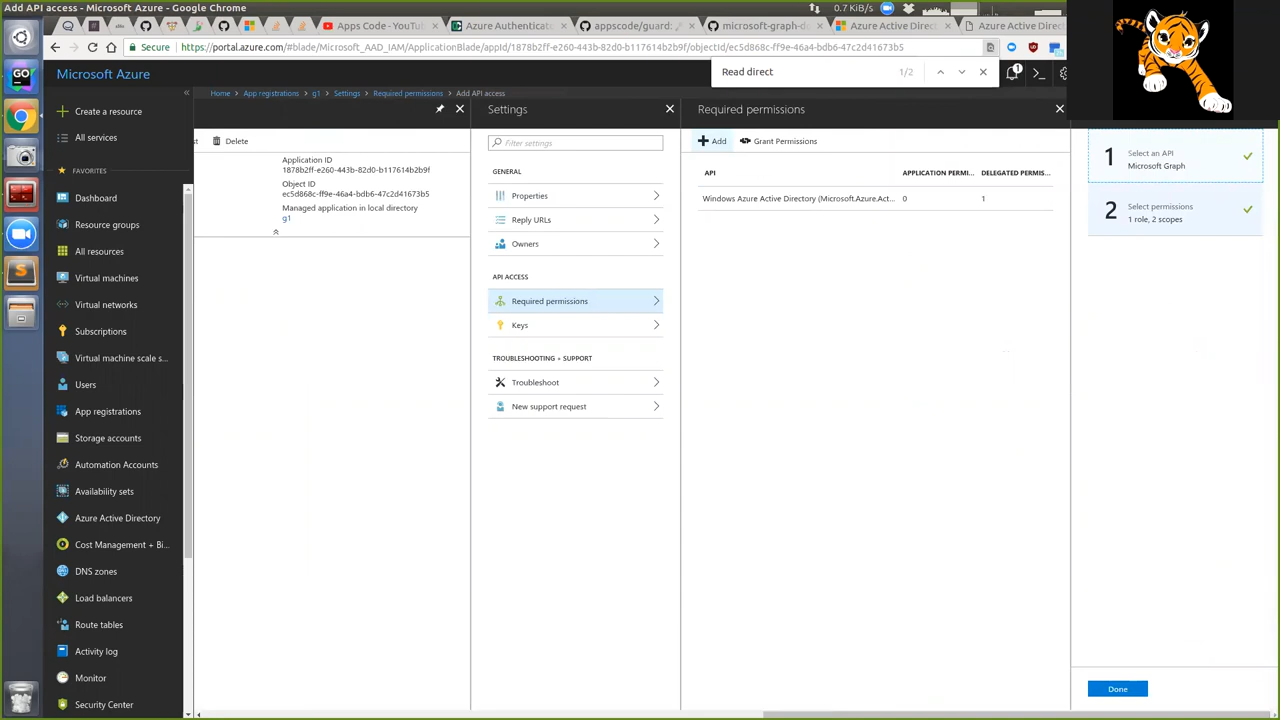 Add API access - Microsoft Azure - Google Chrome
0.7 KiB/s
Apps Code - YouTube
Azure Authenticato
appscode/guard:
microsoft-graph-do
Azure Active Direct
Azure Active Direc
Secure
https://portal.azure.com/#blade/Microsoft_AAD_IAM/ApplicationBlade/appId/1878b2ff-e260-443b-82d0-b117614b2b9f/objectId/ec5d868c-ff9e-46a4-bdb6-47c2d41673b5
Microsoft Azure
Read direct
1/2
1
Home
App registrations
g1
Settings
Required permissions
Add API access
Create a resource
All services
FAVORITES
Dashboard
Resource groups
All resources
Virtual machines
Virtual networks
Subscriptions
Virtual machine scale s...
Users
App registrations
Storage accounts
Automation Accounts
Availability sets
Azure Active Directory
Cost Management + Bi...
DNS zones
Load balancers
Route tables
Activity log
Monitor
Security Center
Delete
Application ID
1878b2ff-e260-443b-82d0-b117614b2b9f
Object ID
ec5d868c-ff9e-46a4-bdb6-47c2d41673b5
Managed application in local directory
g1
Settings
Filter settings
GENERAL
Properties
Reply URLs
Owners
API ACCESS
Required permissions
Keys
TROUBLESHOOTING + SUPPORT
Troubleshoot
New support request
Required permissions
Add
Grant Permissions
API
APPLICATION PERMI...
DELEGATED PERMIS...
Windows Azure Active Directory (Microsoft.Azure.Act...
0
1
1
Select an API
Microsoft Graph
2
Select permissions
1 role, 2 scopes
Done